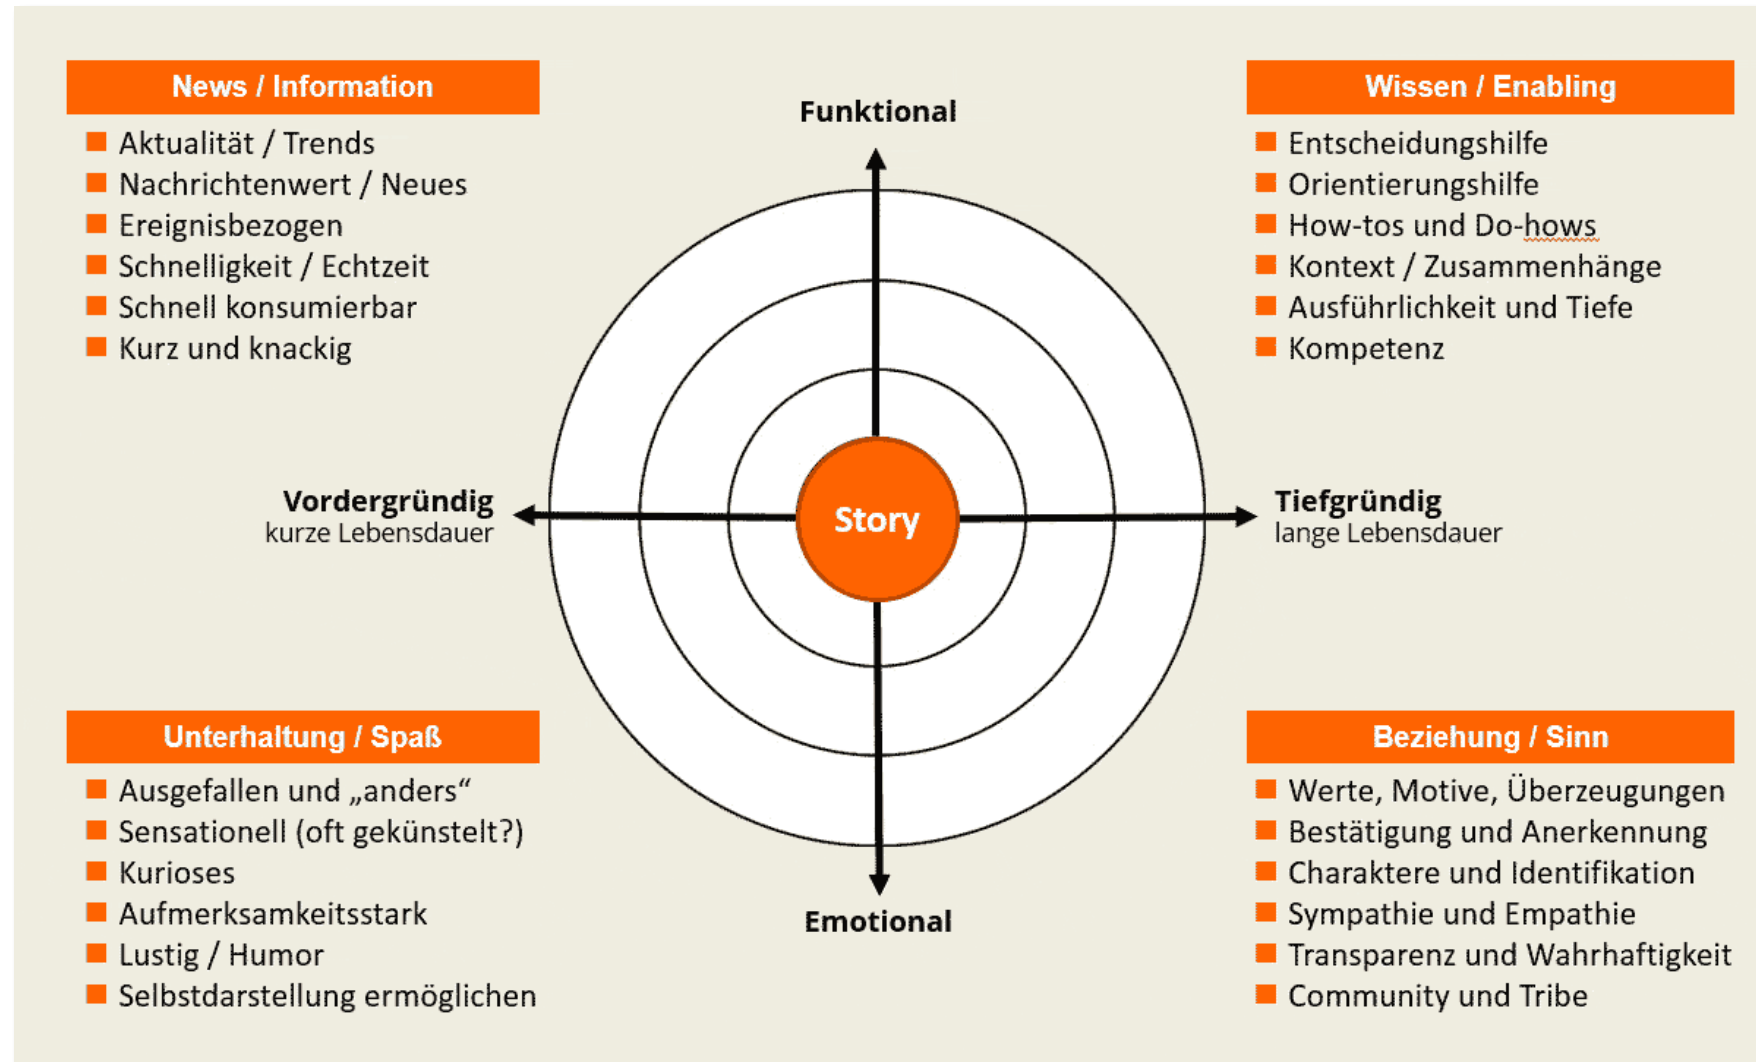 News / Information
Aktualität / Trends
Nachrichtenwert / Neues
Ereignisbezogen
Schnelligkeit / Echtzeit
Schnell konsumierbar
Kurz und knackig
Funktional
Wissen / Enabling
Entscheidungshilfe
Orientierungshilfe
How-tos und Do-hows
Kontext / Zusammenhänge
Ausführlichkeit und Tiefe
Kompetenz
Vordergründig
kurze Lebensdauer
Story
Tiefgründig
lange Lebensdauer
Unterhaltung / Spaß
Ausgefallen und „anders“
Sensationell (oft gekünstelt?)
Kurioses
Aufmerksamkeitsstark
Lustig / Humor
Selbstdarstellung ermöglichen
Emotional
Beziehung / Sinn
Werte, Motive, Überzeugungen
Bestätigung und Anerkennung
Charaktere und Identifikation
Sympathie und Empathie
Transparenz und Wahrhaftigkeit
Community und Tribe